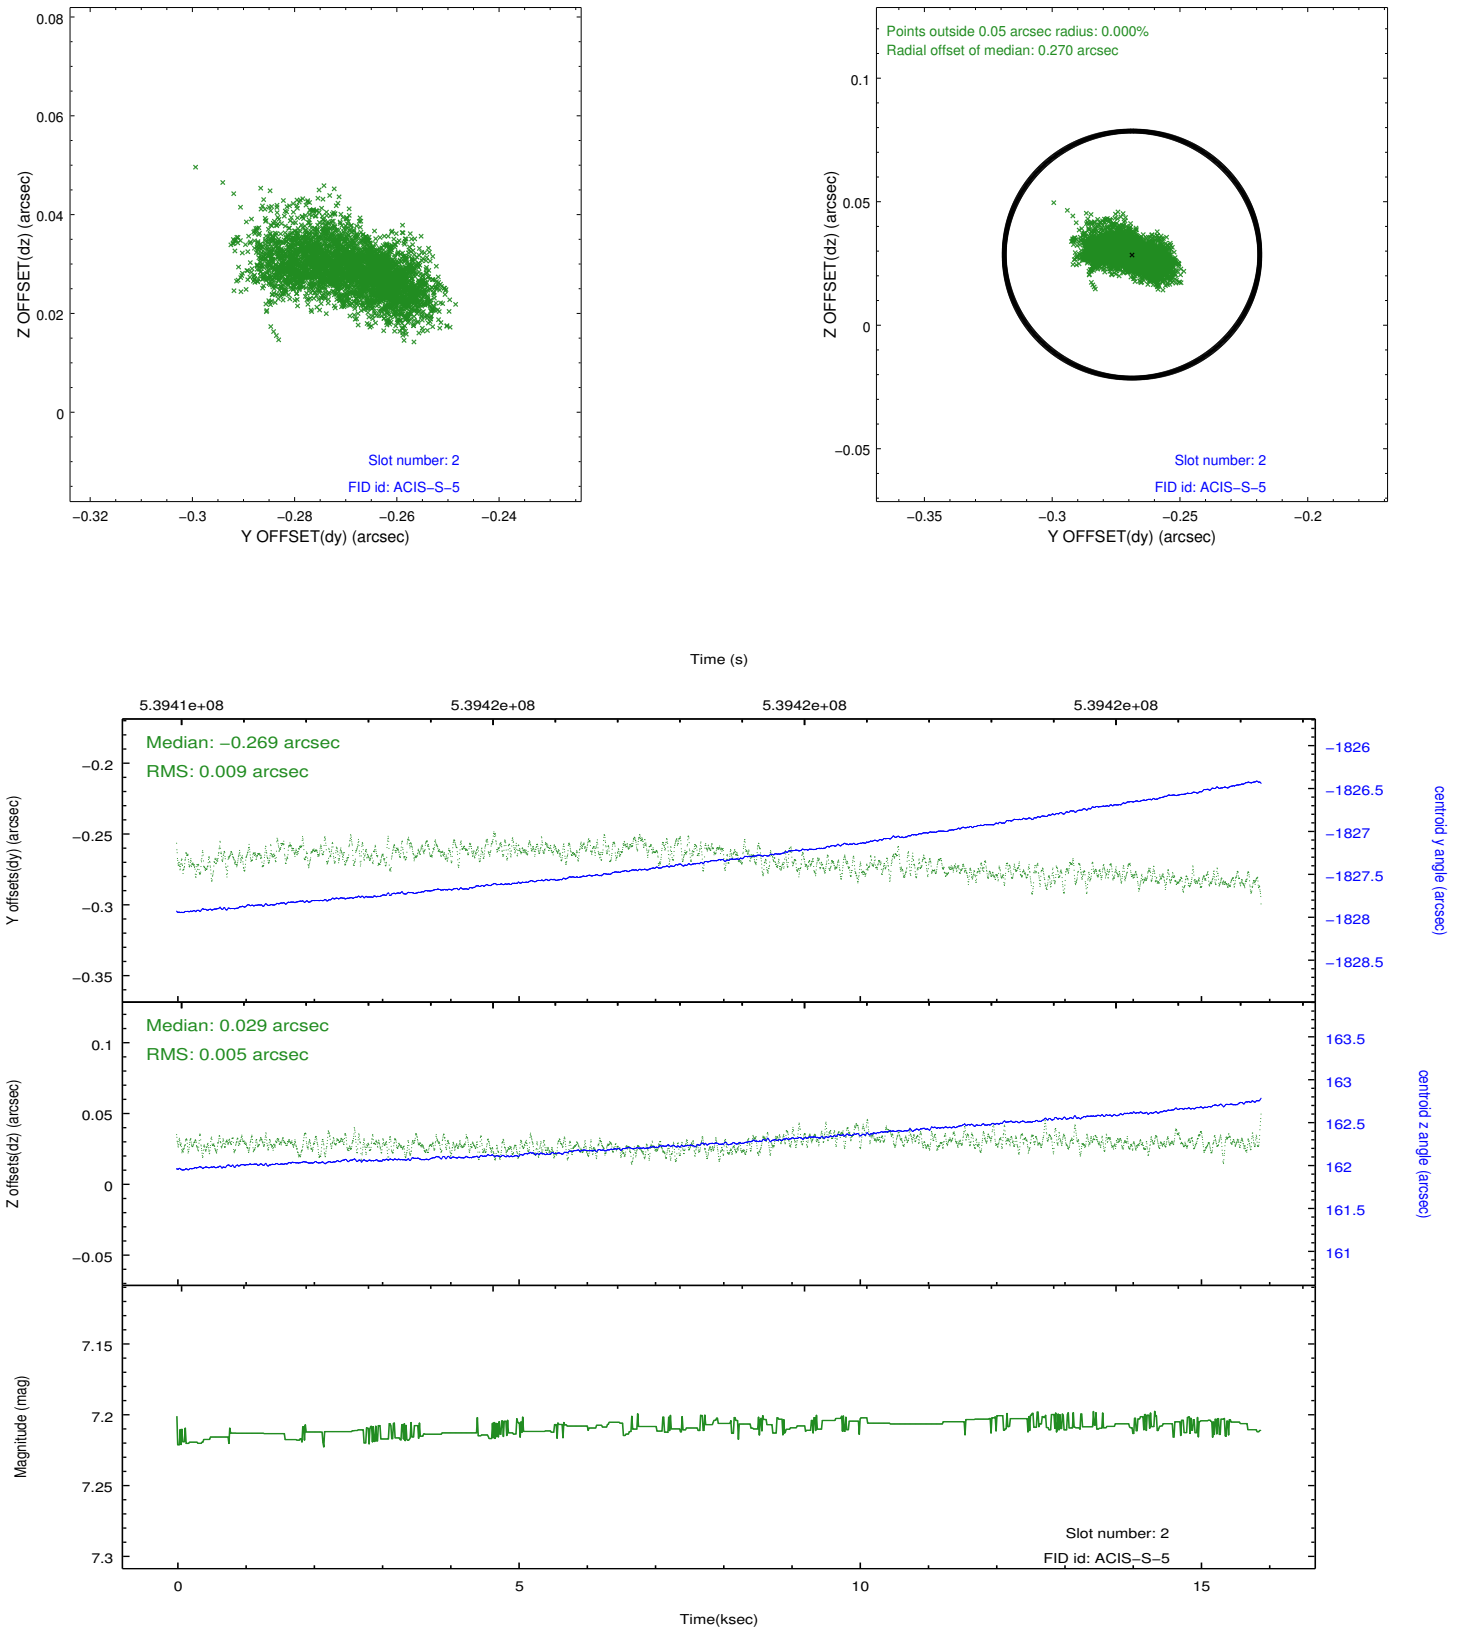 0.08
0.06
0.04
0.02
0
Z OFFSET(dz) (arcsec)
Slot number: 2
FID id: ACIS−S−5
−0.32
−0.3
−0.28
−0.26
−0.24
Y OFFSET(dy) (arcsec)
Points outside 0.05 arcsec radius: 0.000%
Radial offset of median: 0.270 arcsec
0.1
0.05
0
−0.05
Z OFFSET(dz) (arcsec)
Slot number: 2
FID id: ACIS−S−5
−0.35
−0.3
−0.25
−0.2
Y OFFSET(dy) (arcsec)
Time (s)
5.3941e+08
5.3942e+08
5.3942e+08
5.3942e+08
Median: −0.269 arcsec
RMS: 0.009 arcsec
−0.2
−0.25
−0.3
−0.35
Y offsets(dy) (arcsec)
−1826
−1826.5
−1827
−1827.5
−1828
−1828.5
centroid y angle (arcsec)
Median: 0.029 arcsec
RMS: 0.005 arcsec
0.1
0.05
0
−0.05
Z offsets(dz) (arcsec)
163.5
163
162.5
162
161.5
161
centroid z angle (arcsec)
7.15
7.2
7.25
7.3
Magnitude (mag)
Slot number: 2
FID id: ACIS−S−5
0
5
10
15
Time(ksec)